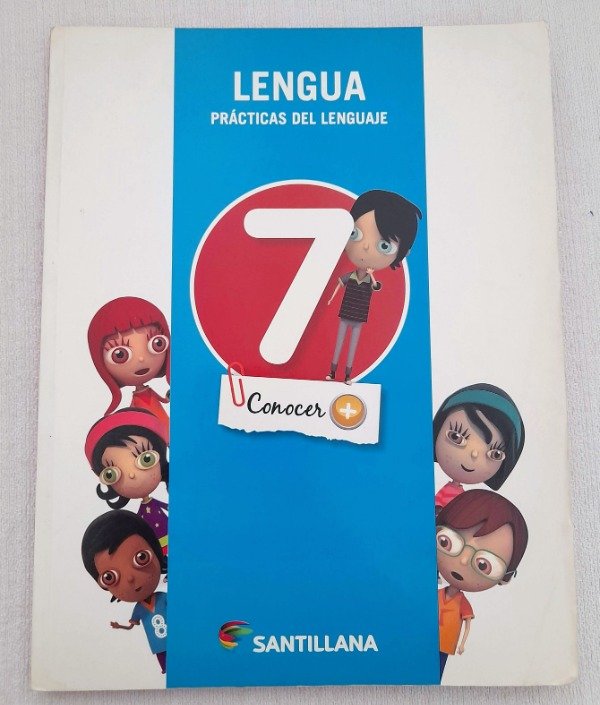 LENGUA
PRÁCTICAS DEL LENGUAJE
7
Conocer +
8
SANTILLANA